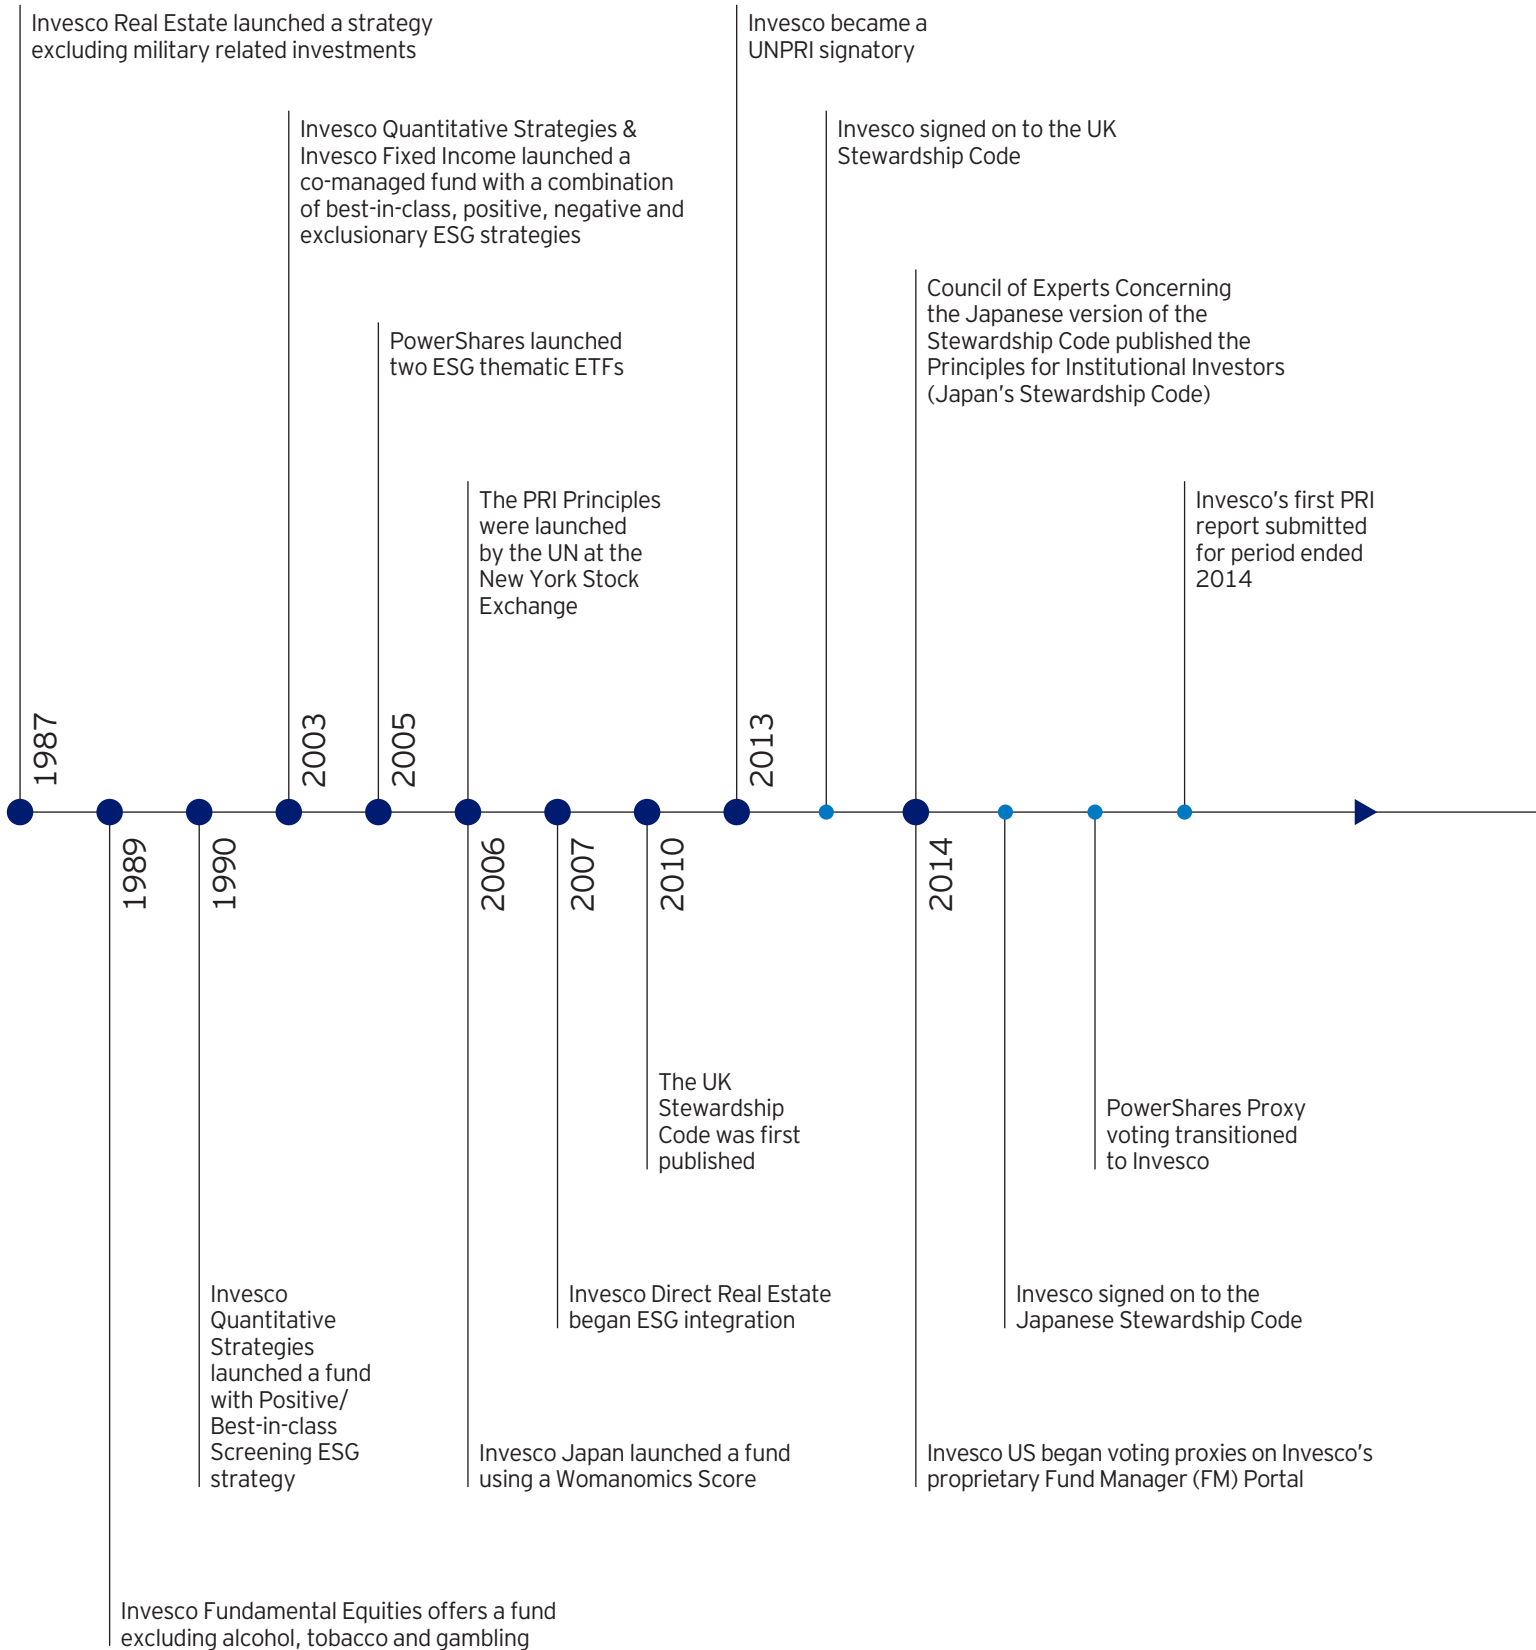 Invesco Real Estate launched a strategy
excluding military related investments
Invesco became a
UNPRI signatory
Invesco Quantitative Strategies &
Invesco Fixed Income launched a
co-managed fund with a combination
of best-in-class, positive, negative and
exclusionary ESG strategies
Invesco signed on to the UK
Stewardship Code
PowerShares launched
two ESG thematic ETFs
Council of Experts Concerning
the Japanese version of the
Stewardship Code published the
Principles for Institutional Investors
(Japan's Stewardship Code)
The PRI Principles
were launched
by the UN at the
New York Stock
Exchange
Invesco's first PRI
report submitted
for period ended
2014
1987
2003
2005
2013
1989
1990
2006
2007
2010
2014
The UK
Stewardship
Code was first
published
PowerShares Proxy
voting transitioned
to Invesco
Invesco
Quantitative
Strategies
launched a fund
with Positive/
Best-in-class
Screening ESG
strategy
Invesco Direct Real Estate
began ESG integration
Invesco signed on to the
Japanese Stewardship Code
Invesco Japan launched a fund
using a Womanomics Score
Invesco US began voting proxies on Invesco's
proprietary Fund Manager (FM) Portal
Invesco Fundamental Equities offers a fund
excluding alcohol, tobacco and gambling